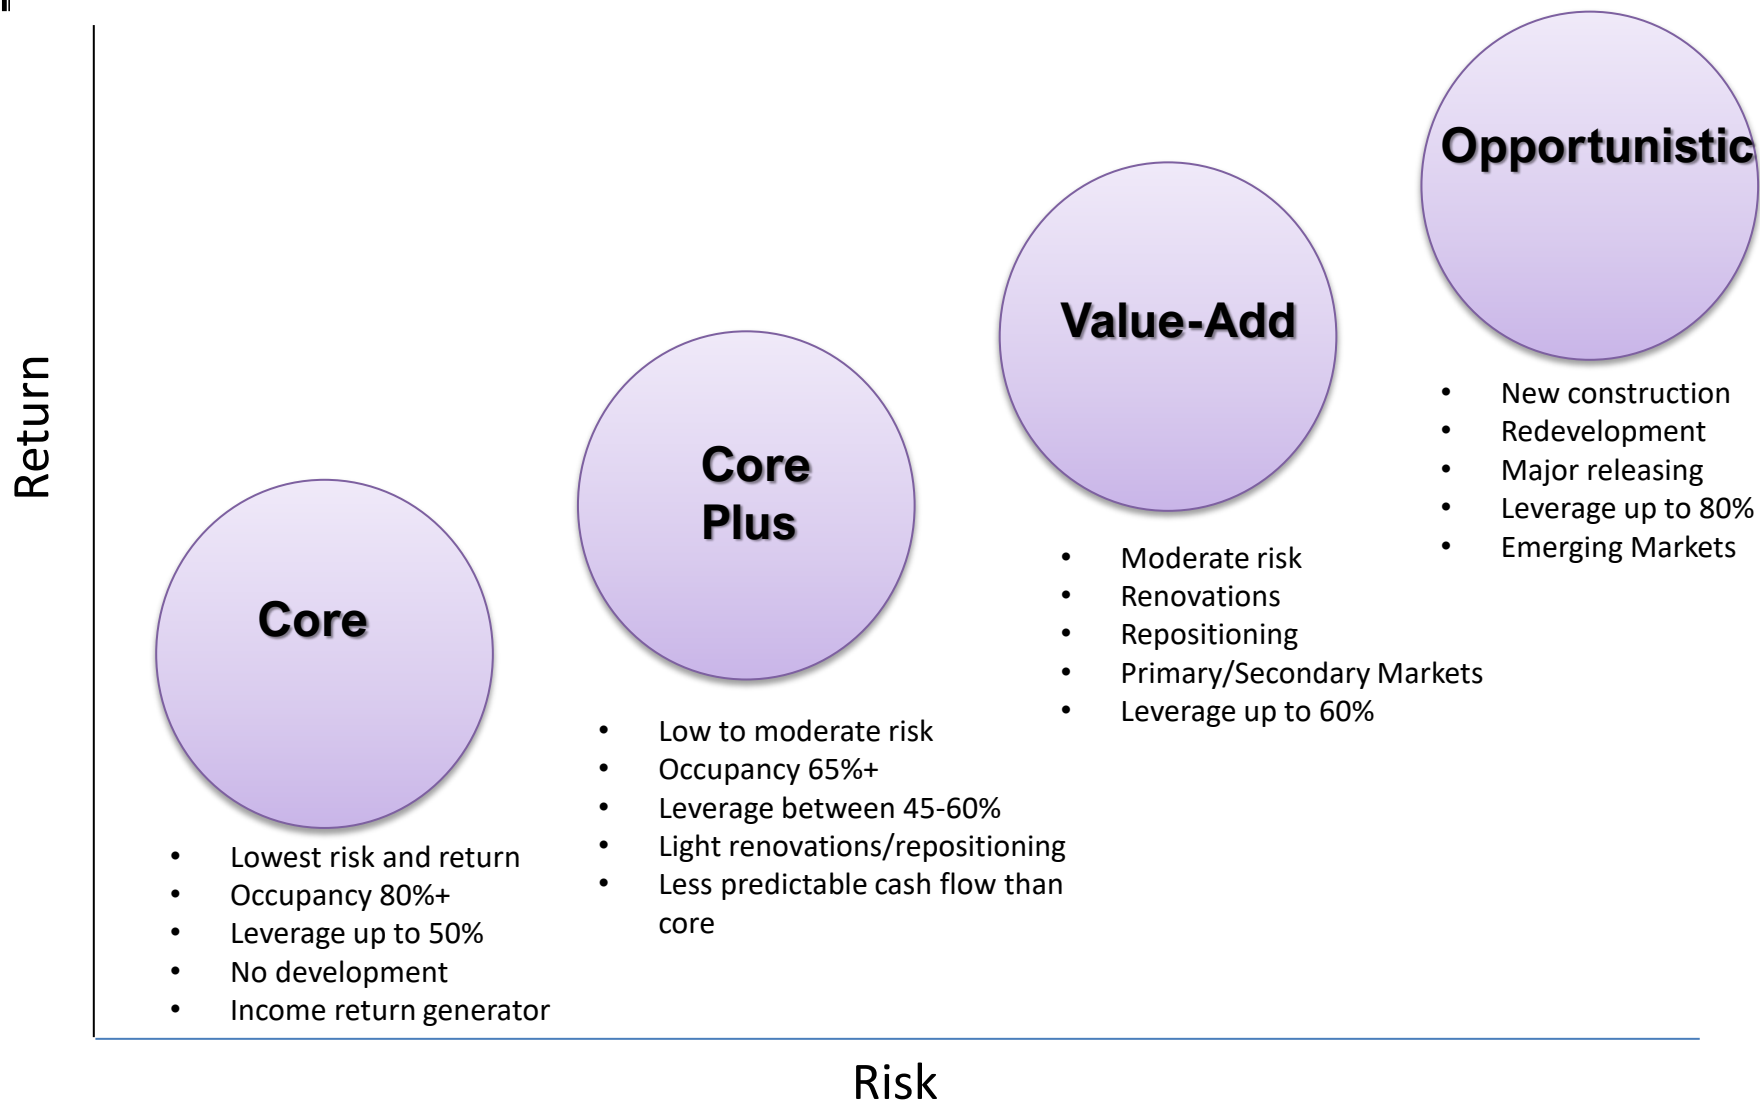 Return
Core
• Lowest risk and return
• Occupancy 80%+
• Leverage up to 50%
• No development
• Income return generator
Core
Plus
• Low to moderate risk
• Occupancy 65%+
• Leverage between 45-60%
• Light renovations/repositioning
• Less predictable cash flow than
core
Value-Add
• Moderate risk
• Renovations
• Repositioning
• Primary/Secondary Markets
• Leverage up to 60%
Opportunistic
• New construction
• Redevelopment
• Major releasing
• Leverage up to 80%
• Emerging Markets
Risk